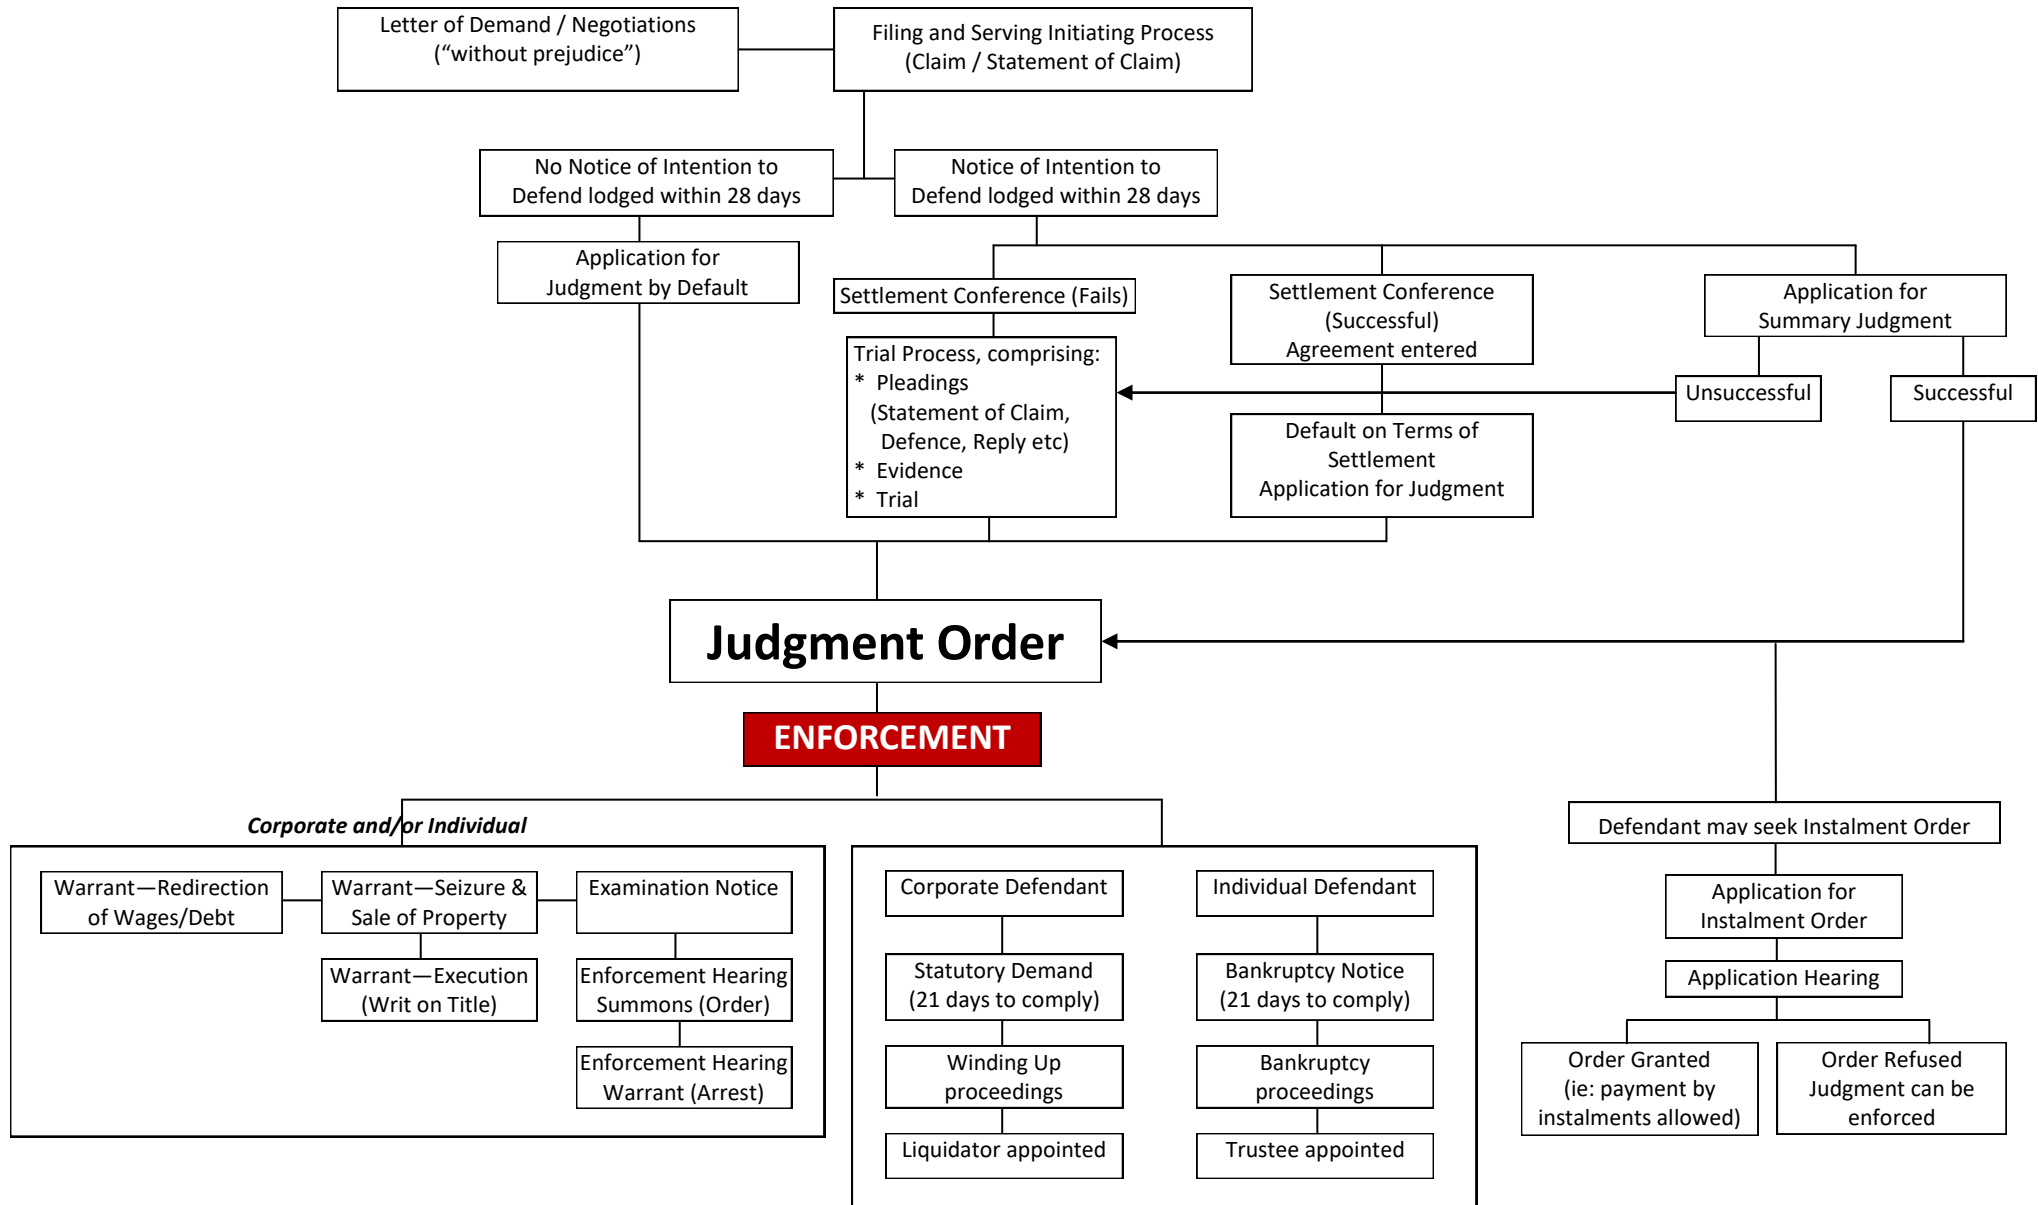 Letter of Demand / Negotiations
(“without prejudice”)
Filing and Serving Initiating Process
(Claim / Statement of Claim)
No Notice of Intention to
Defend lodged within 28 days
Notice of Intention to
Defend lodged within 28 days
Application for
Judgment by Default
Settlement Conference (Fails)
Settlement Conference
(Successful)
Agreement entered
Application for
Summary Judgment
Trial Process, comprising:
* Pleadings
(Statement of Claim,
Defence, Reply etc)
* Evidence
* Trial
Unsuccessful
Successful
Default on Terms of
Settlement
Application for Judgment
Judgment Order
ENFORCEMENT
Corporate and/or Individual
Warrant—Redirection
of Wages/Debt
Warrant—Seizure &
Sale of Property
Examination Notice
Warrant—Execution
(Writ on Title)
Enforcement Hearing
Summons (Order)
Enforcement Hearing
Warrant (Arrest)
Corporate Defendant
Individual Defendant
Statutory Demand
(21 days to comply)
Bankruptcy Notice
(21 days to comply)
Winding Up
proceedings
Bankruptcy
proceedings
Liquidator appointed
Trustee appointed
Defendant may seek Instalment Order
Application for
Instalment Order
Application Hearing
Order Granted
(ie: payment by
instalments allowed)
Order Refused
Judgment can be
enforced